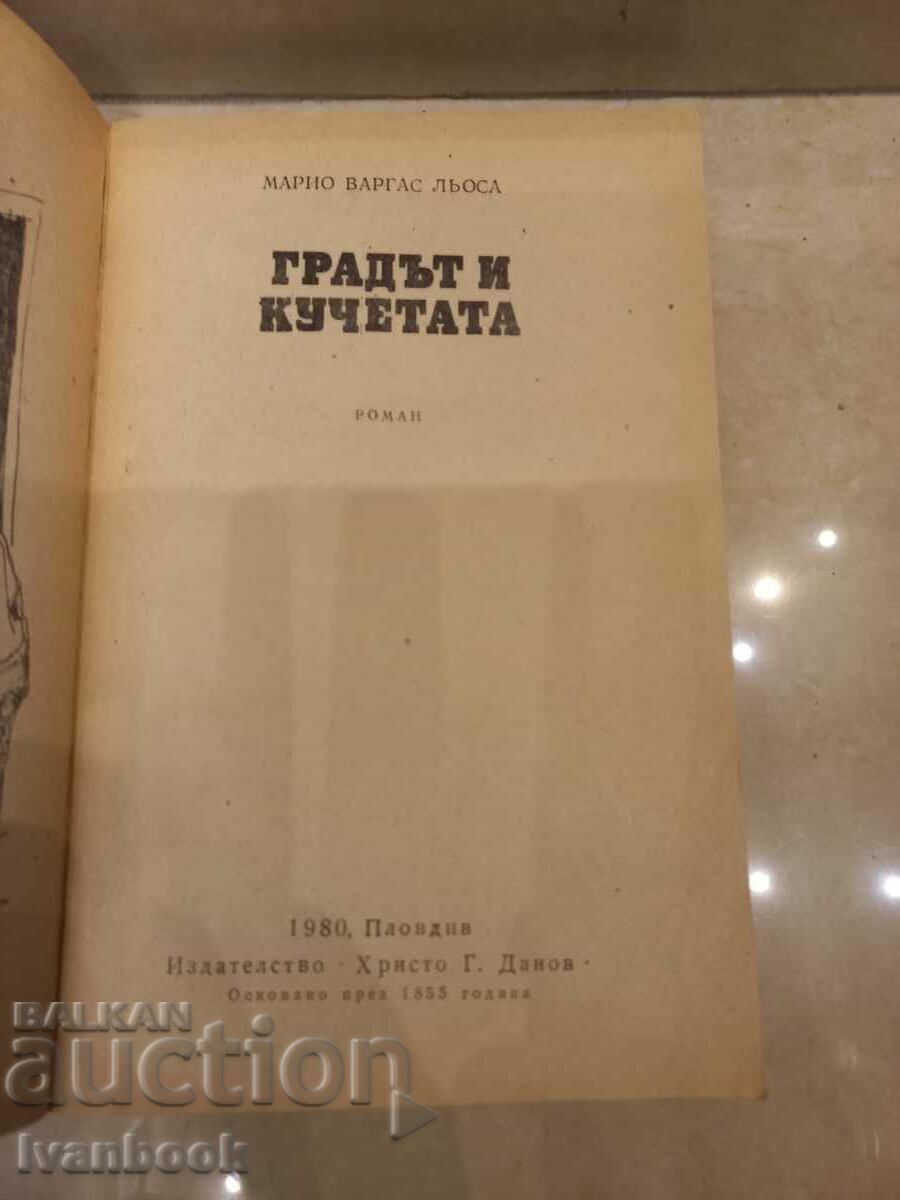 МАРИО ВАРГАС ЛЬОСА
ГРАДЪТ И
КУЧЕТАТА
РОМАН
1980, Пловдив
Издателство · Христо Г. Данов ·
Основано през 1855 година
BALKAN
auction
Ivanbook